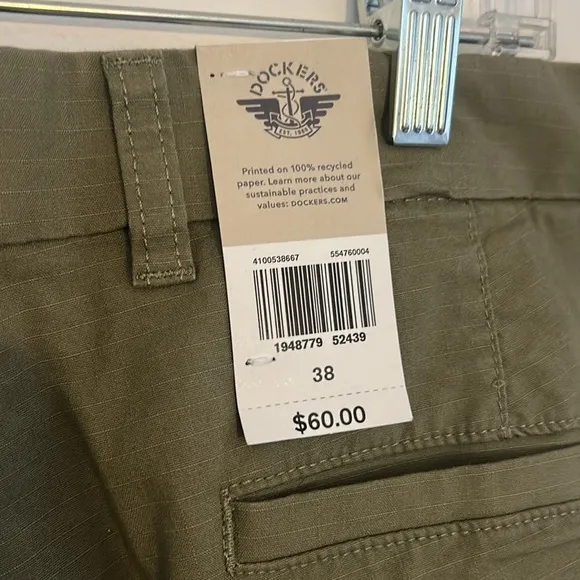 DOCKERS
EST. 1986
Printed on 100% recycled
paper. Learn more about our
sustainable practices and
values: DOCKERS.COM
4100538667 554760004
1948779 52439
38
$60.00